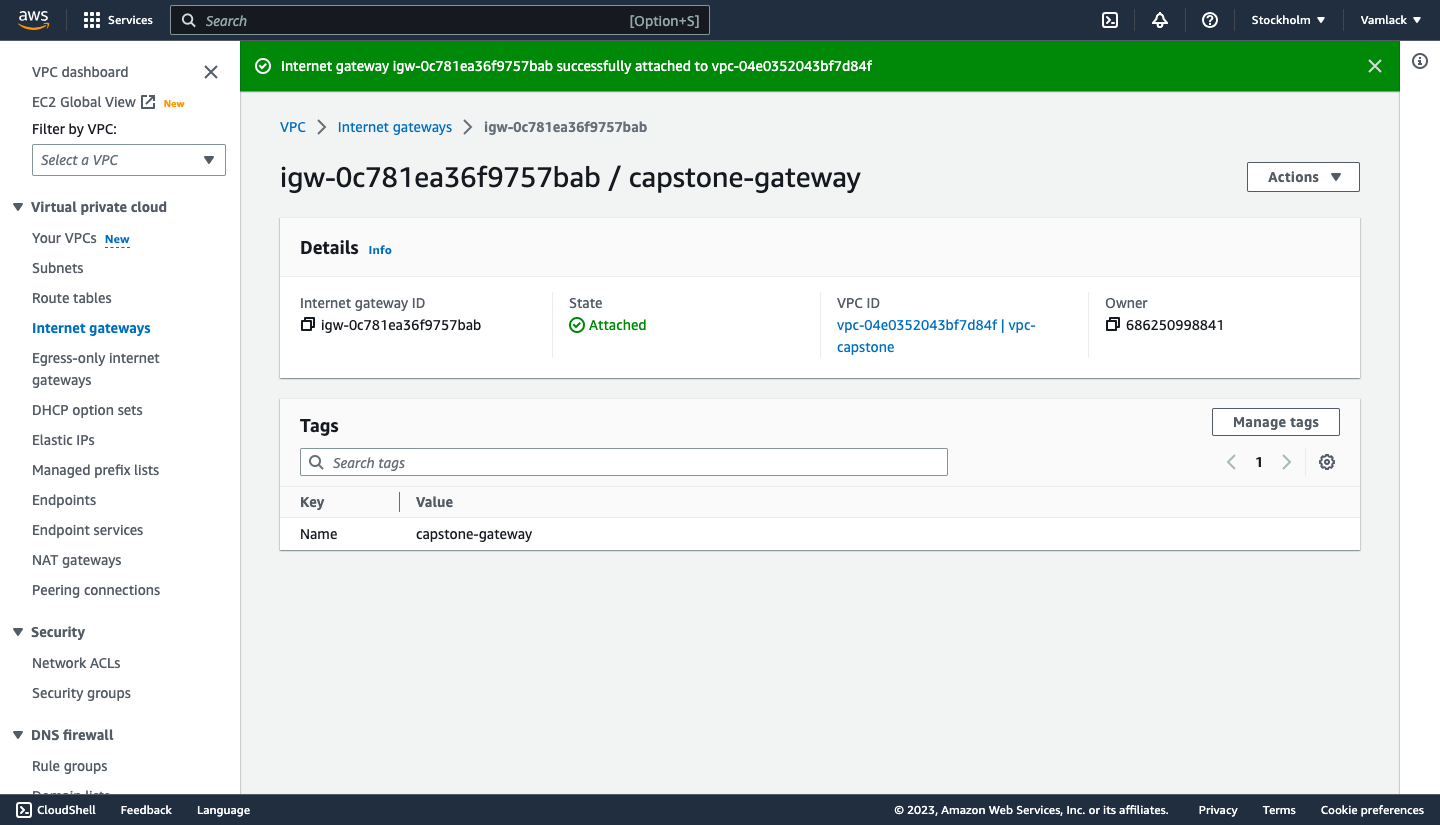 aws
Services
Search
[Option+S]
Stockholm
Vamlack
VPC dashboard
EC2 Global View New
Filter by VPC:
Select a VPC
Virtual private cloud
Your VPCs New
Subnets
Route tables
Internet gateways
Egress-only internet
gateways
DHCP option sets
Elastic IPs
Managed prefix lists
Endpoints
Endpoint services
NAT gateways
Peering connections
Security
Network ACLs
Security groups
DNS firewall
Rule groups
Domain lists
Internet gateway igw-0c781ea36f9757bab successfully attached to vpc-04e0352043bf7d84f
VPC
Internet gateways
igw-0c781ea36f9757bab
igw-0c781ea36f9757bab / capstone-gateway
Actions
Details Info
Internet gateway ID
igw-0c781ea36f9757bab
State
Attached
VPC ID
vpc-04e0352043bf7d84f | vpc-
capstone
Owner
686250998841
Tags
Manage tags
Search tags
1
Key Value
Name capstone-gateway
CloudShell
Feedback
Language
© 2023, Amazon Web Services, Inc. or its affiliates.
Privacy
Terms
Cookie preferences